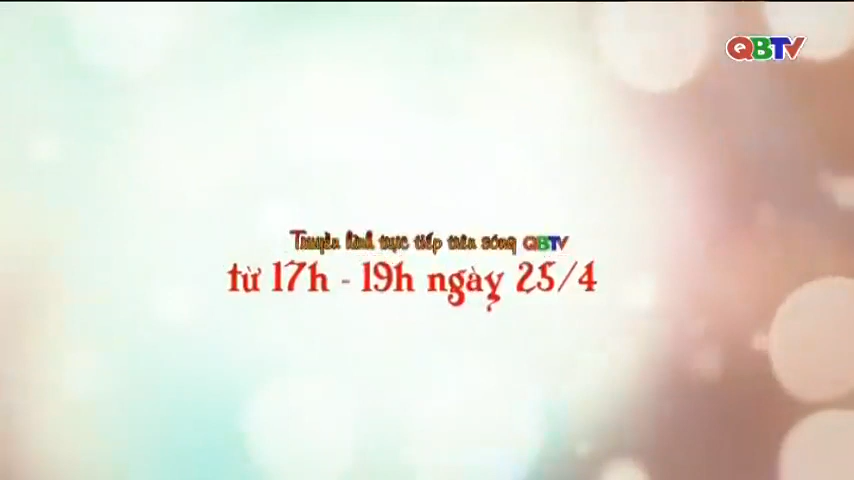 QBTV
Truyền hình trực tiếp trên sóng QBTV
từ 17h - 19h ngày 25/4